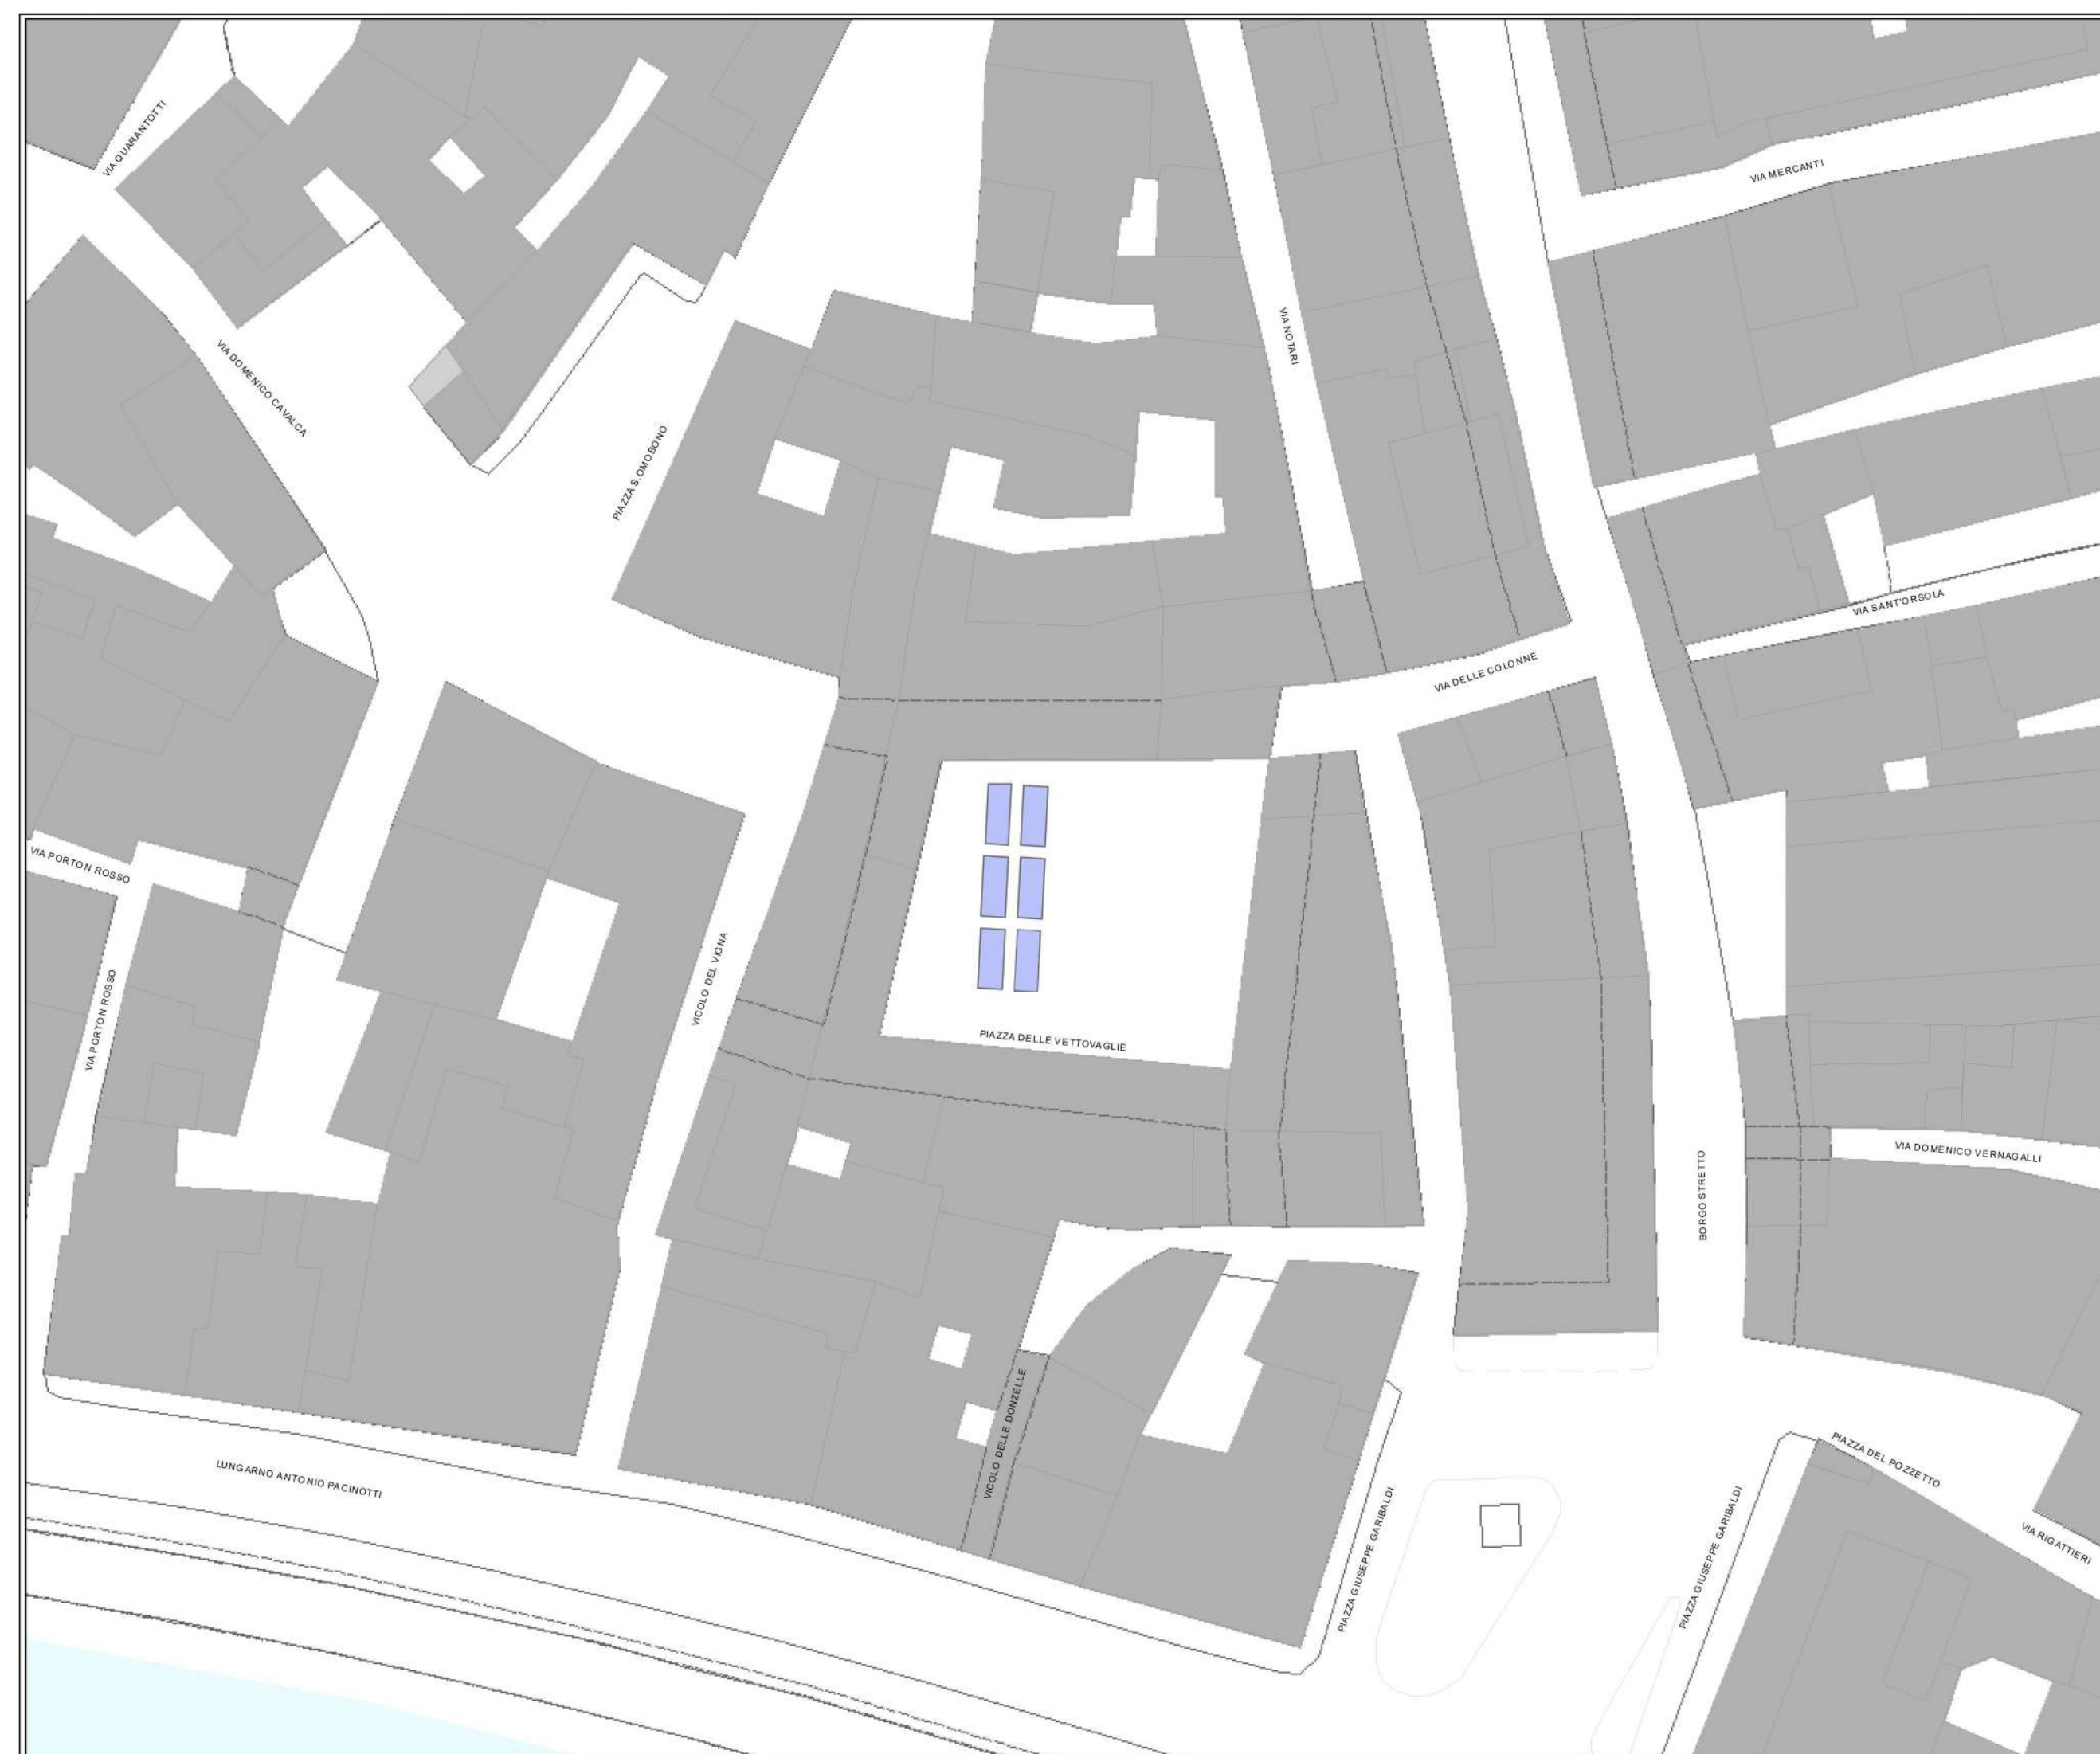 VIA QUARANTOTTI
VIA MERCANTI
VIA NOTARI
VIA DOMENICO CAVALCA
PIAZZA S.OMOBONO
VIA SANT'ORSOLA
VIA DELLE COLONNE
VIA PORTON ROSSO
VICOLO DEL VIGNA
VIA PORTON ROSSO
PIAZZA DELLE VETTOVAGLIE
VIA DOMENICO VERNAGALLI
BORGO STRETTO
VICOLO DELLE DONZELLE
PIAZZA DEL POZZETTO
LUNGARNO ANTONIO PACINOTTI
PIAZZA GIUSEPPE GARIBALDI
PIAZZA GIUSEPPE GARIBALDI
VIA RIGATTIERI